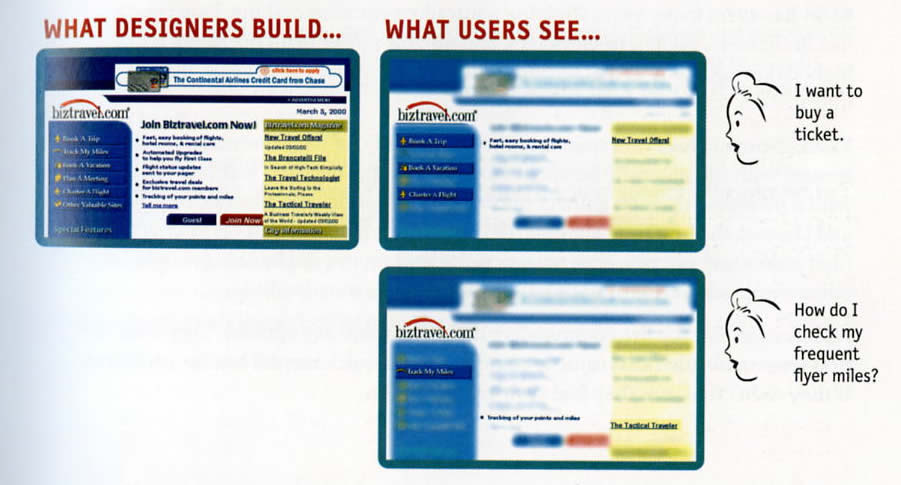 WHAT DESIGNERS BUILD...
click here to apply
The Continental Airlines Credit Card from Chase
ADVERTISEMENT
biztravel.com
March 5, 2000
Book A Trip
Track My Miles
Book A Vacation
Plan A Meeting
Charter A Flight
Other Valuable Sites
Special Features
Join Biztravel.com Now!
Fast, easy booking of flights,
hotel rooms, & rental cars
Automated Upgrades
to help you fly First Class
Flight status updates
sent to your pager
Exclusive travel deals
for biztravel.com members
Tracking of your points and miles
Tell me more
Guest
Join Now
Biztravel.com Magazine
New Travel Offers!
Updated 03/03/00
The Brancatelli File
In Search of High-Tech Simplicity
The Travel Technologist
Leave the Surfing to the
Professionals, Please
The Tactical Traveler
A Business Traveler's Weekly View
of the World - Updated 03/02/00
City Information
WHAT USERS SEE...
biztravel.com
Book A Trip
Book A Vacation
Charter A Flight
Fast, easy booking of flights,
hotel rooms, & rental cars
New Travel Offers!
I want to
buy a
ticket.
biztravel.com
Track My Miles
Tracking of your points and miles
The Tactical Traveler
How do I
check my
frequent
flyer miles?